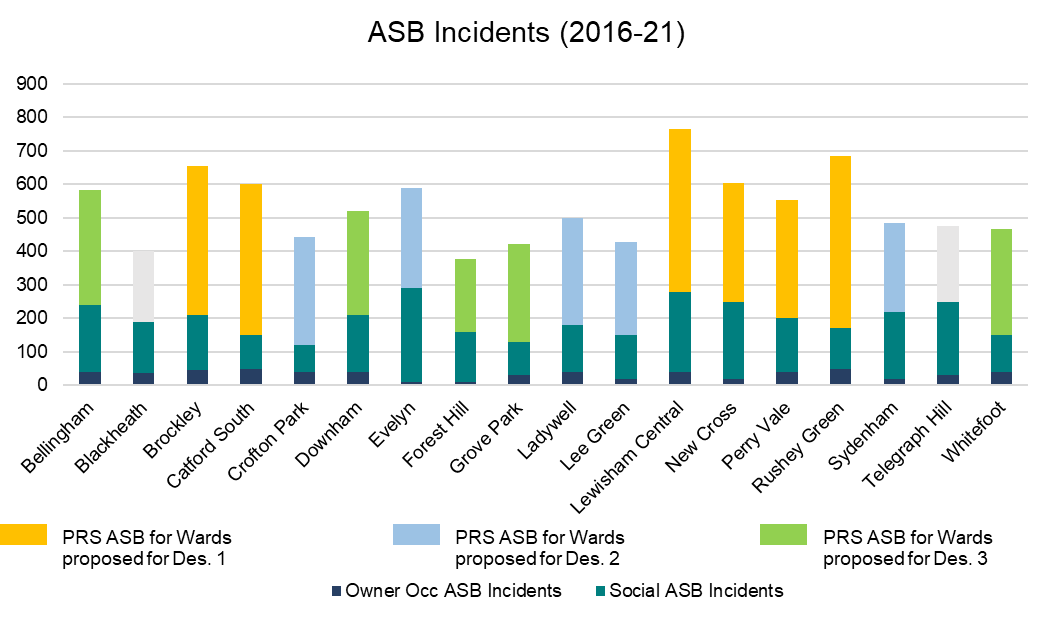 ASB Incidents (2016-21)
900
800
700
600
500
400
300
200
100
0
Bellingham
Blackheath
Brockley
Catford South
Crofton Park
Downham
Evelyn
Forest Hill
Grove Park
Ladywell
Lee Green
Lewisham Central
New Cross
Perry Vale
Rushey Green
Sydenham
Telegraph Hill
Whitefoot
PRS ASB for Wards
proposed for Des. 1
PRS ASB for Wards
proposed for Des. 2
PRS ASB for Wards
proposed for Des. 3
Owner Occ ASB Incidents
Social ASB Incidents